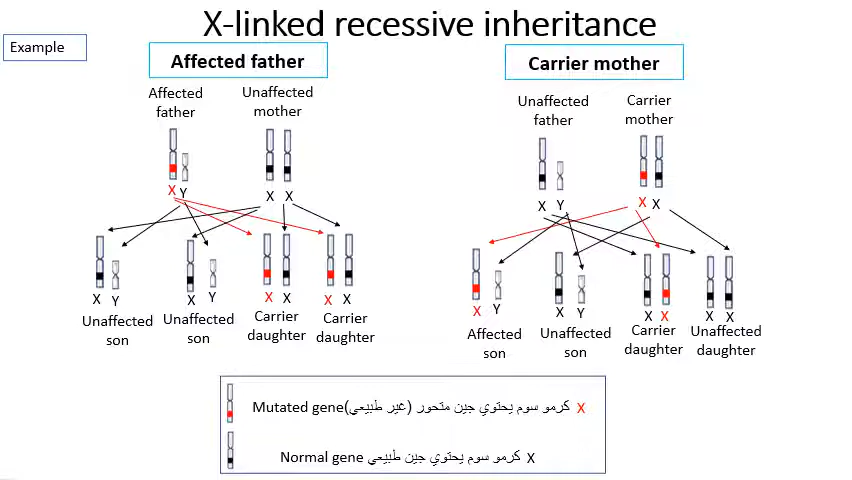 X-linked recessive inheritance
Example
Affected father
Affected father
Unaffected mother
X Y
X X
X Y
Unaffected son
X Y
Unaffected son
X X
Carrier daughter
X X
Carrier daughter
Carrier mother
Unaffected father
Carrier mother
X Y
X X
X Y
Affected son
X Y
Unaffected son
X X
Carrier daughter
X X
Unaffected daughter
Mutated gene(كرمو سوم يحتوي جين متحور (غير طبيعي X
Normal gene كرمو سوم يحتوي جين طبيعي X